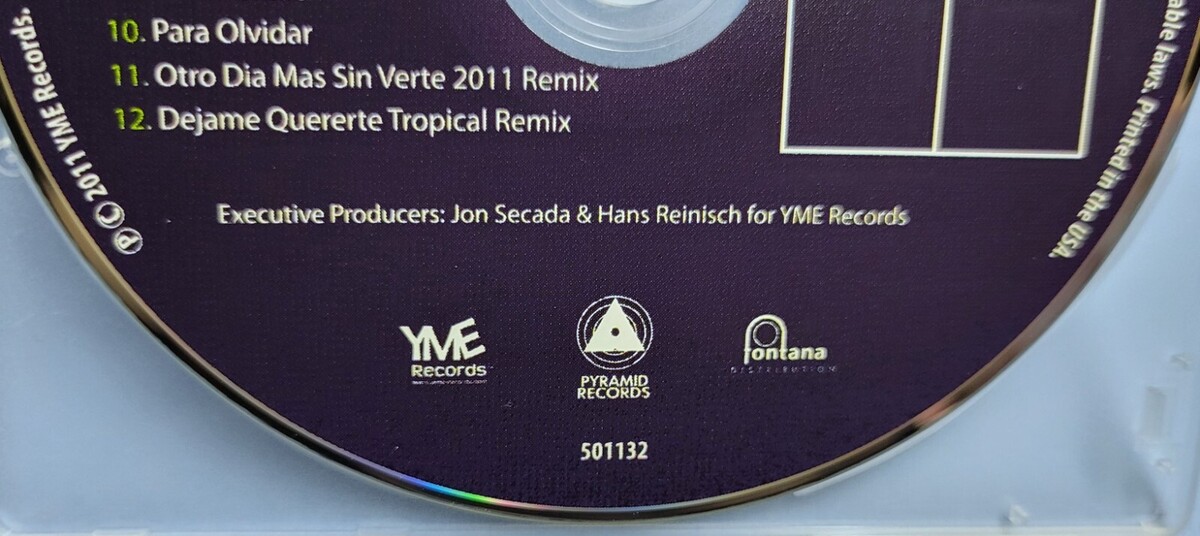 10. Para Olvidar
11. Otro Dia Mas Sin Verte 2011 Remix
12. Dejame Quererte Tropical Remix
℗ © 2011 YME Records.
able laws. Printed in the USA.
Executive Producers: Jon Secada & Hans Reinisch for YME Records
YME
Records
PYRAMID
RECORDS
fontana
DISTRIBUTION
501132